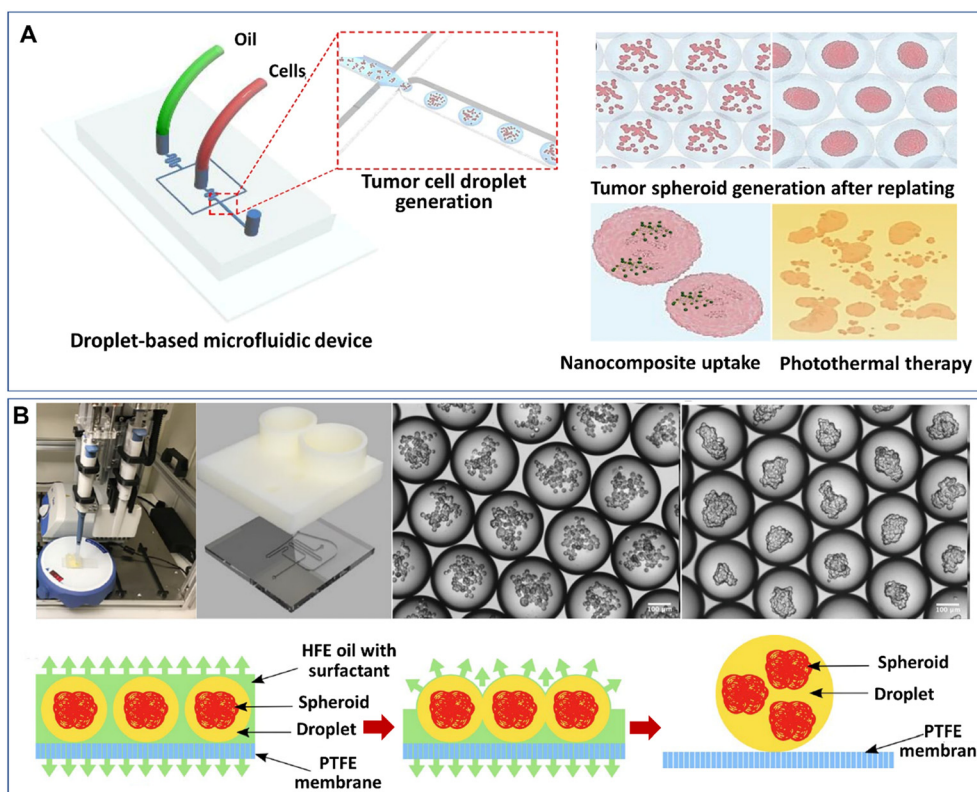 A
Oil
Cells
Tumor cell droplet
generation
Droplet-based microfluidic device
Tumor spheroid generation after replating
Nanocomposite uptake
Photothermal therapy
B
100 µm
100 µm
HFE oil with
surfactant
Spheroid
Droplet
PTFE
membrane
Spheroid
Droplet
PTFE
membran